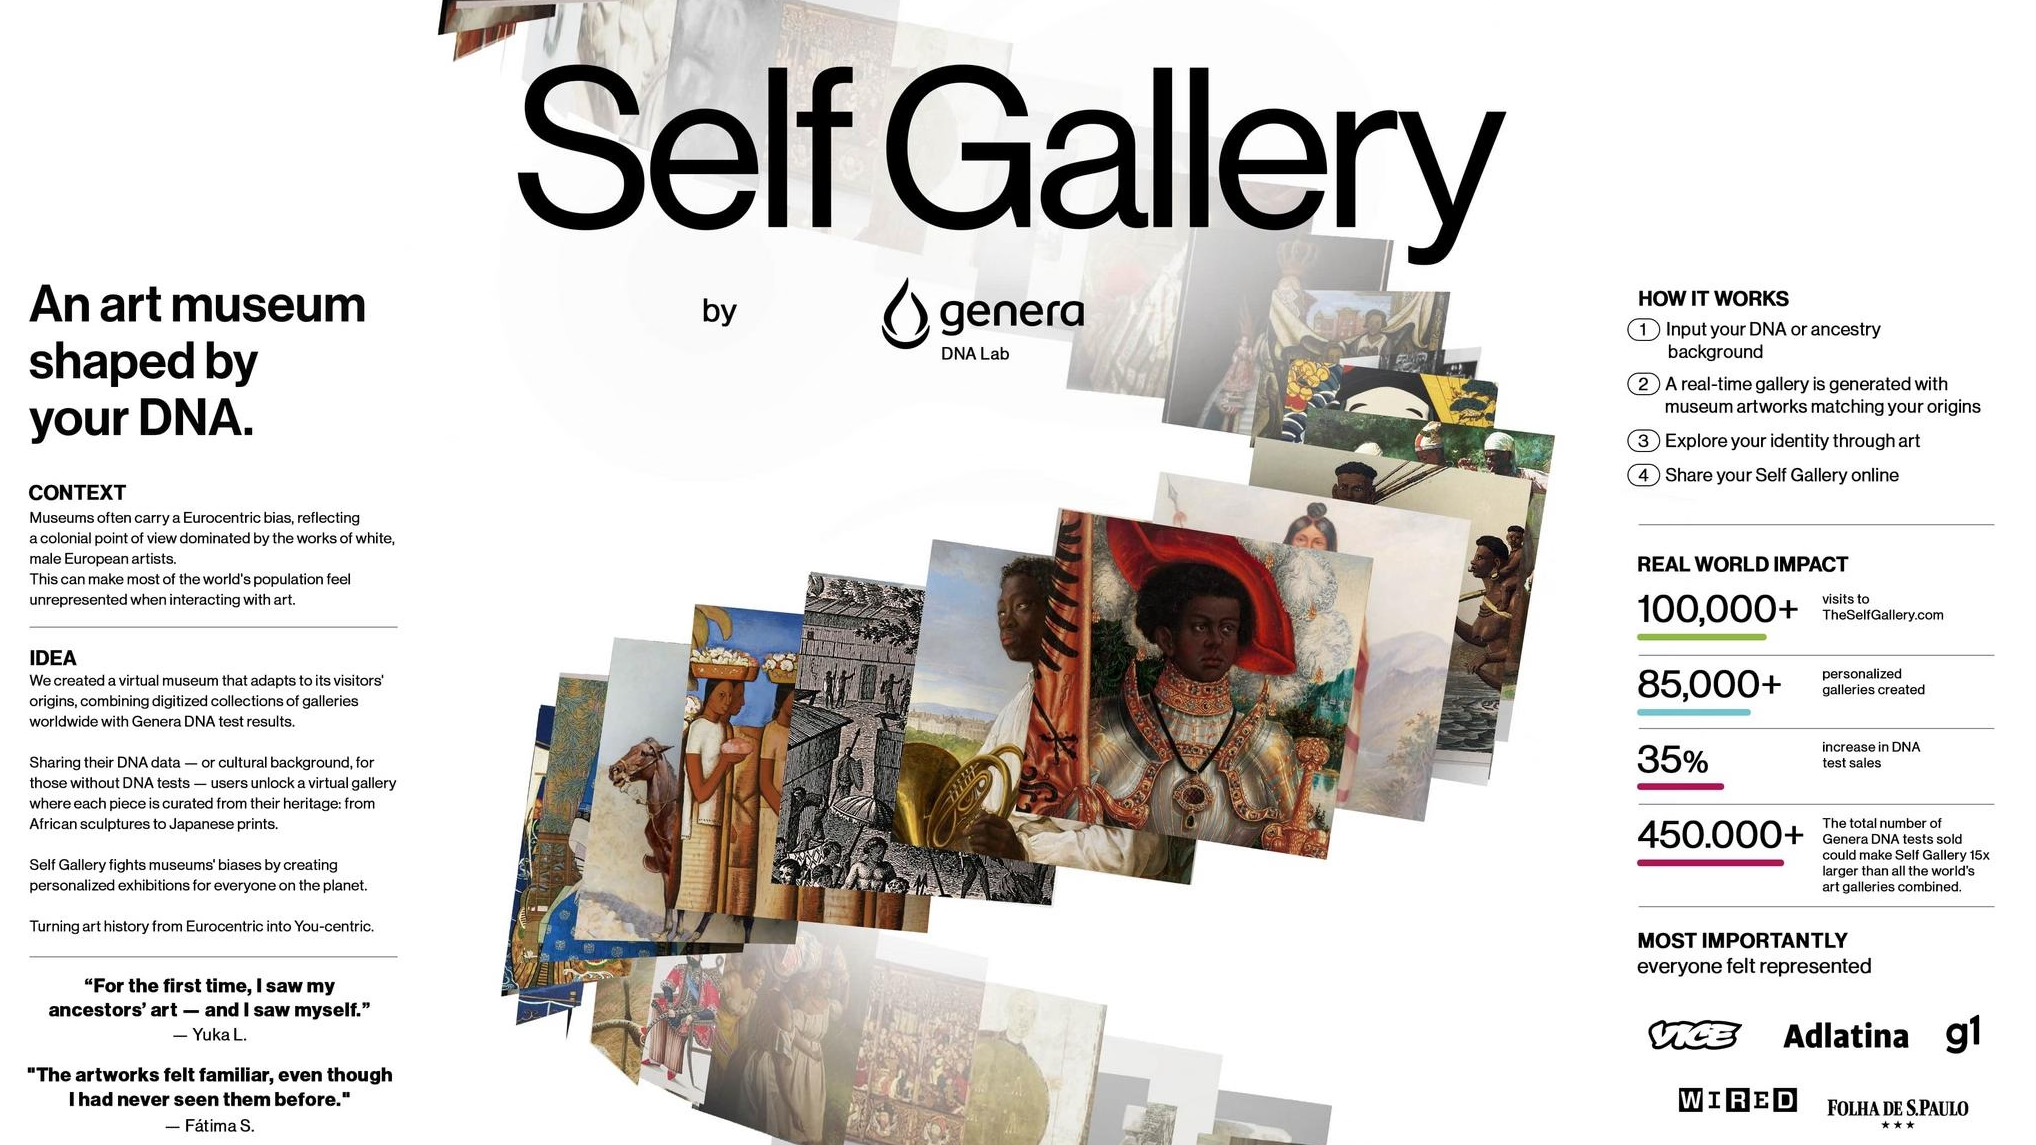 Self Gallery
by
genera
DNA Lab
An art museum
shaped by
your DNA.
CONTEXT
Museums often carry a Eurocentric bias, reflecting
a colonial point of view dominated by the works of white,
male European artists.
This can make most of the world's population feel
unrepresented when interacting with art.
IDEA
We created a virtual museum that adapts to its visitors'
origins, combining digitized collections of galleries
worldwide with Genera DNA test results.
Sharing their DNA data — or cultural background, for
those without DNA tests — users unlock a virtual gallery
where each piece is curated from their heritage: from
African sculptures to Japanese prints.
Self Gallery fights museums' biases by creating
personalized exhibitions for everyone on the planet.
Turning art history from Eurocentric into You-centric.
“For the first time, I saw my
ancestors’ art — and I saw myself.”
— Yuka L.
"The artworks felt familiar, even though
I had never seen them before."
— Fátima S.
HOW IT WORKS
1 Input your DNA or ancestry
background
2 A real-time gallery is generated with
museum artworks matching your origins
3 Explore your identity through art
4 Share your Self Gallery online
REAL WORLD IMPACT
100,000+
visits to
TheSelfGallery.com
85,000+
personalized
galleries created
35%
increase in DNA
test sales
450.000+
The total number of
Genera DNA tests sold
could make Self Gallery 15x
larger than all the world's
art galleries combined.
MOST IMPORTANTLY
everyone felt represented
VICE Adlatina g1
WIRED FOLHA DE S.PAULO
★★★